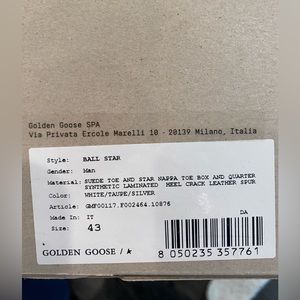 Golden Goose SPA
Via Privata Ercole Marelli 10 - 20139 Milano, Italia
Style: BALL STAR
Gender: Man
Material: SUEDE TOE AND STAR NAPPA TOE BOX AND QUARTER
SYNTHETIC LAMINATED HEEL CRACK LEATHER SPUR
Color: WHITE/TAUPE/SILVER
Article: GMF00117.F002464.10876
DA
Made In: IT
Size: 43
GOLDEN GOOSE /
8 050235 357761